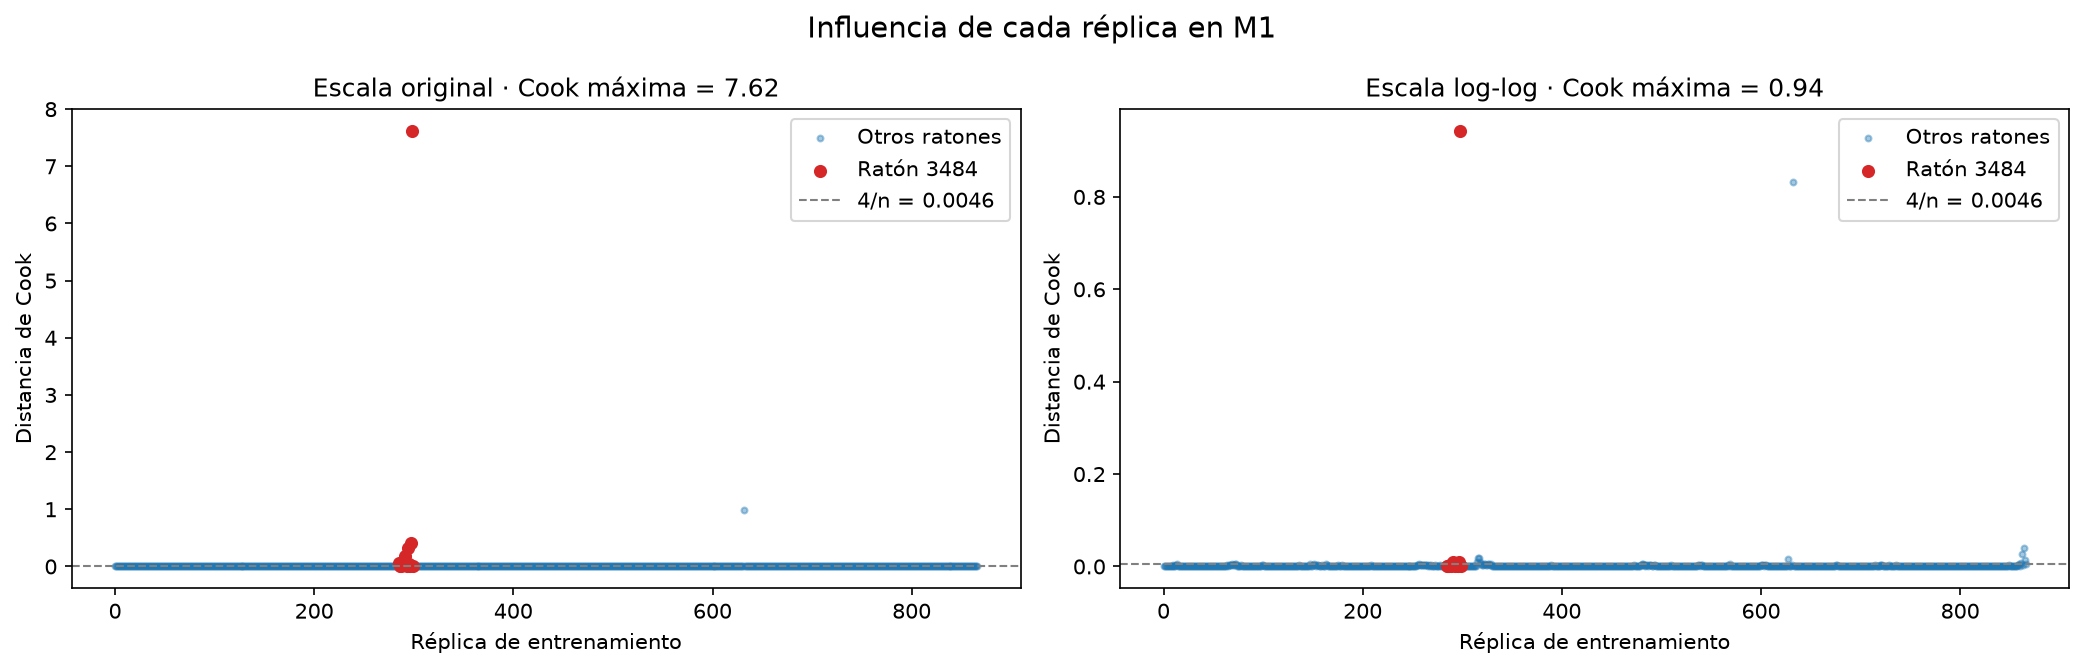 Influencia de cada réplica en M1
Escala original · Cook máxima = 7.62
Distancia de Cook
8
7
6
5
4
3
2
1
0
Otros ratones
Ratón 3484
4/n = 0.0046
0 200 400 600 800
Réplica de entrenamiento
Escala log-log · Cook máxima = 0.94
Distancia de Cook
0.8
0.6
0.4
0.2
0.0
Otros ratones
Ratón 3484
4/n = 0.0046
0 200 400 600 800
Réplica de entrenamiento